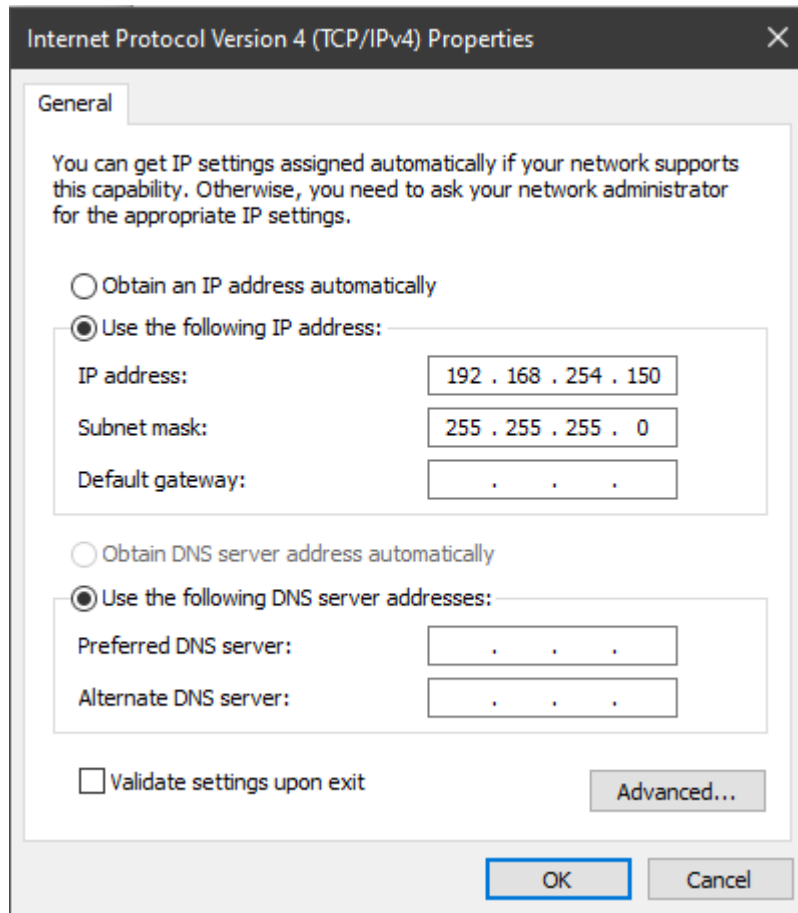 Internet Protocol Version 4 (TCP/IPv4) Properties
General
You can get IP settings assigned automatically if your network supports
this capability. Otherwise, you need to ask your network administrator
for the appropriate IP settings.
Obtain an IP address automatically
Use the following IP address:
IP address: 192 . 168 . 254 . 150
Subnet mask: 255 . 255 . 255 . 0
Default gateway: . . .
Obtain DNS server address automatically
Use the following DNS server addresses:
Preferred DNS server: . . .
Alternate DNS server: . . .
Validate settings upon exit
Advanced...
OK Cancel